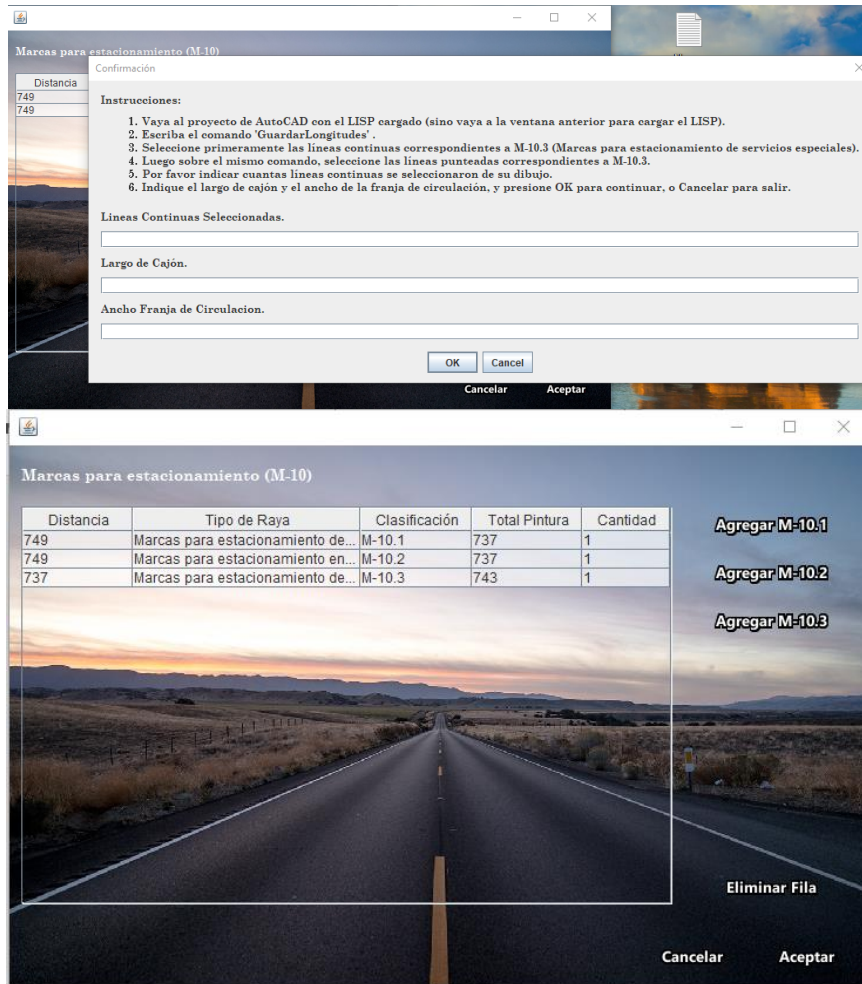 Marcas para estacionamiento (M-10)
Confirmación
Distancia
749
749
Instrucciones:
1. Vaya al proyecto de AutoCAD con el LISP cargado (sino vaya a la ventana anterior para cargar el LISP).
2. Escriba el comando 'GuardarLongitudes' .
3. Seleccione primeramente las líneas continuas correspondientes a M-10.3 (Marcas para estacionamiento de servicios especiales).
4. Luego sobre el mismo comando, seleccione las líneas punteadas correspondientes a M-10.3.
5. Por favor indicar cuantas líneas continuas se seleccionaron de su dibujo.
6. Indique el largo de cajón y el ancho de la franja de circulación, y presione OK para continuar, o Cancelar para salir.
Lineas Continuas Seleccionadas.
Largo de Cajón.
Ancho Franja de Circulacion.
OK Cancel
Cancelar Aceptar
Marcas para estacionamiento (M-10)
Distancia Tipo de Raya Clasificación Total Pintura Cantidad
749 Marcas para estacionamiento de... M-10.1 737 1
749 Marcas para estacionamiento en... M-10.2 737 1
737 Marcas para estacionamiento de... M-10.3 743 1
Agregar M-10.1
Agregar M-10.2
Agregar M-10.3
Eliminar Fila
Cancelar Aceptar